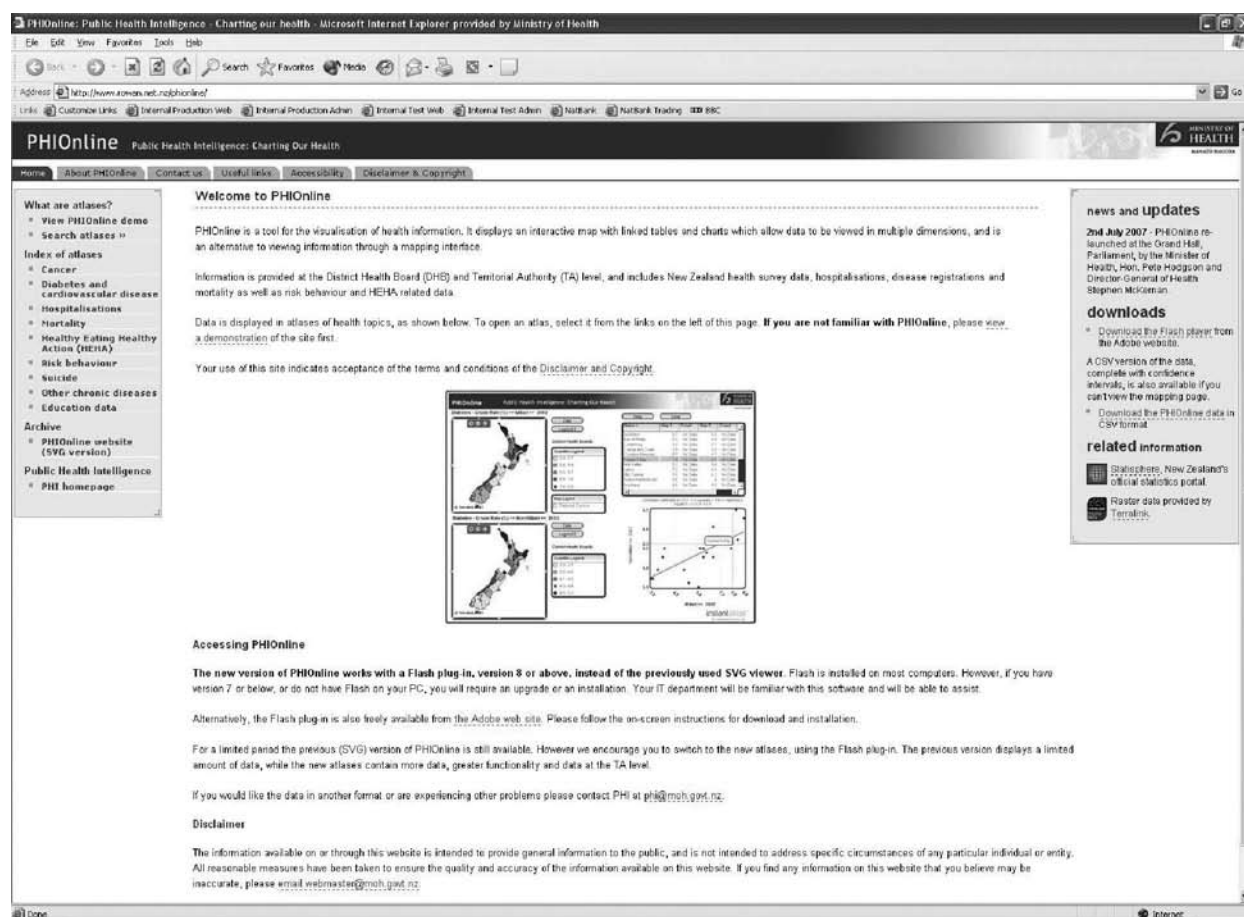 PHIOnline: Public Health Intelligence - Charting our health - Microsoft Internet Explorer provided by Ministry of Health
File Edit View Favorites Tools Help
Back Search Favorites Media
Address http://www.rowen.net.nz/phionline/ Go
Links Customize Links Internal Production Web Internal Production Admin Internal Test Web Internal Test Admin NatBank NatBank Trading BBC
PHIOnline Public Health Intelligence: Charting Our Health
MINISTRY OF
HEALTH
MANATŪ HAUORA
Home About PHIOnline Contact us Useful links Accessibility Disclaimer & Copyright
What are atlases?
View PHIOnline demo
Search atlases »
Index of atlases
Cancer
Diabetes and
cardiovascular disease
Hospitalisations
Mortality
Healthy Eating Healthy
Action (HEHA)
Risk behaviour
Suicide
Other chronic diseases
Education data
Archive
PHIOnline website
(SVG version)
Public Health Intelligence
PHI homepage
Welcome to PHIOnline
PHIOnline is a tool for the visualisation of health information. It displays an interactive map with linked tables and charts which allow data to be viewed in multiple dimensions, and is
an alternative to viewing information through a mapping interface.
Information is provided at the District Health Board (DHB) and Territorial Authority (TA) level, and includes New Zealand health survey data, hospitalisations, disease registrations and
mortality as well as risk behaviour and HEHA related data.
Data is displayed in atlases of health topics, as shown below. To open an atlas, select it from the links on the left of this page. If you are not familiar with PHIOnline, please view
a demonstration of the site first.
Your use of this site indicates acceptance of the terms and conditions of the Disclaimer and Copyright.
PHIOnline Public Health Intelligence: Charting Our Health
HEALTH
Accessing PHIOnline
The new version of PHIOnline works with a Flash plug-in, version 8 or above, instead of the previously used SVG viewer. Flash is installed on most computers. However, if you have
version 7 or below, or do not have Flash on your PC, you will require an upgrade or an installation. Your IT department will be familiar with this software and will be able to assist.
Alternatively, the Flash plug-in is also freely available from the Adobe web site. Please follow the on-screen instructions for download and installation.
For a limited period the previous (SVG) version of PHIOnline is still available. However we encourage you to switch to the new atlases, using the Flash plug-in. The previous version displays a limited
amount of data, while the new atlases contain more data, greater functionality and data at the TA level.
If you would like the data in another format or are experiencing other problems please contact PHI at phi@moh.govt.nz.
Disclaimer
The information available on or through this website is intended to provide general information to the public, and is not intended to address specific circumstances of any particular individual or entity.
All reasonable measures have been taken to ensure the quality and accuracy of the information available on this website. If you find any information on this website that you believe may be
inaccurate, please email webmaster@moh.govt.nz.
news and updates
2nd July 2007 - PHIOnline re-
launched at the Grand Hall,
Parliament, by the Minister of
Health, Hon. Pete Hodgson and
Director-General of Health
Stephen McKernan.
downloads
Download the Flash player from
the Adobe website.
A CSV version of the data,
complete with confidence
intervals, is also available if you
can't view the mapping page.
Download the PHIOnline data in
CSV format.
related information
Statisphere, New Zealand's
official statistics portal.
Raster data provided by
Terralink.
Done Internet